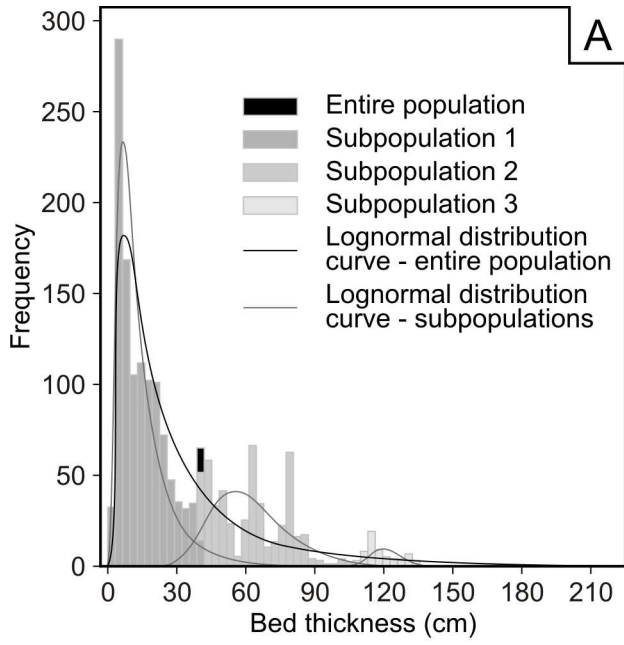 A
300
250
200
150
100
50
0
Frequency
Entire population
Subpopulation 1
Subpopulation 2
Subpopulation 3
Lognormal distribution
curve - entire population
Lognormal distribution
curve - subpopulations
0 30 60 90 120 150 180 210
Bed thickness (cm)